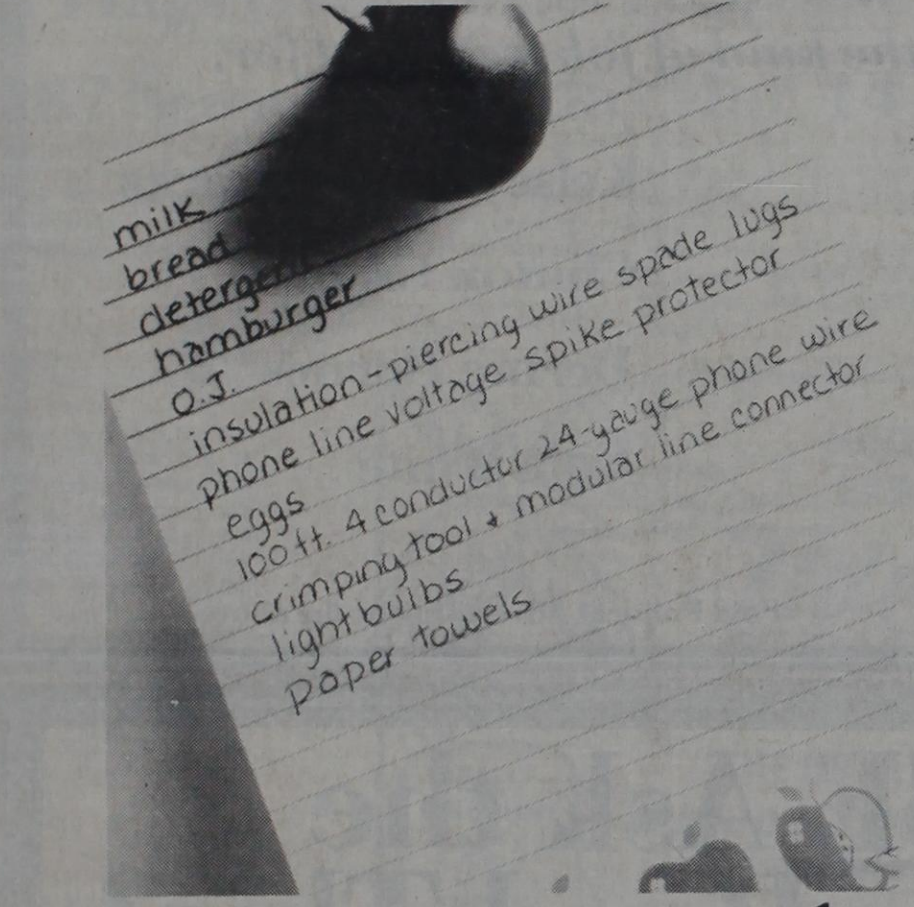 milk
bread
detergent
hamburger
O.J.
insulation-piercing wire spade lugs
phone line voltage spike protector
eggs
100 ft. 4 conductor 24-gauge phone wire
crimping tool & modular line connector
light bulbs
paper towels